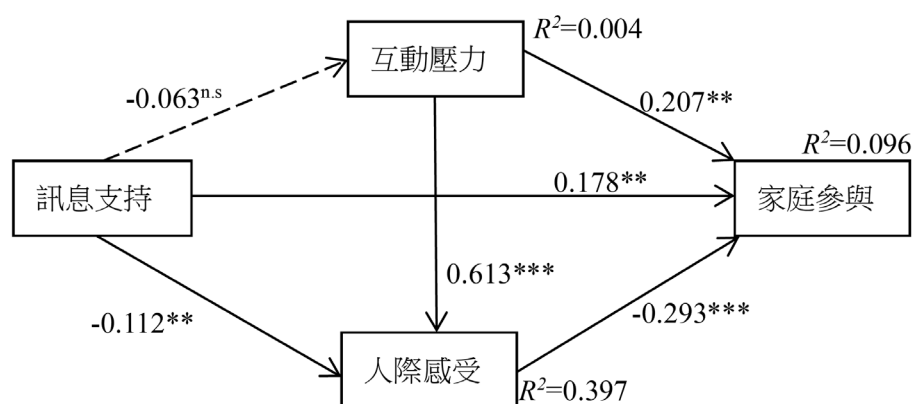 R²=0.004
互動壓力
-0.063ⁿ·ˢ
0.207**
R²=0.096
訊息支持
0.178**
家庭參與
0.613***
-0.112**
-0.293***
人際感受
R²=0.397